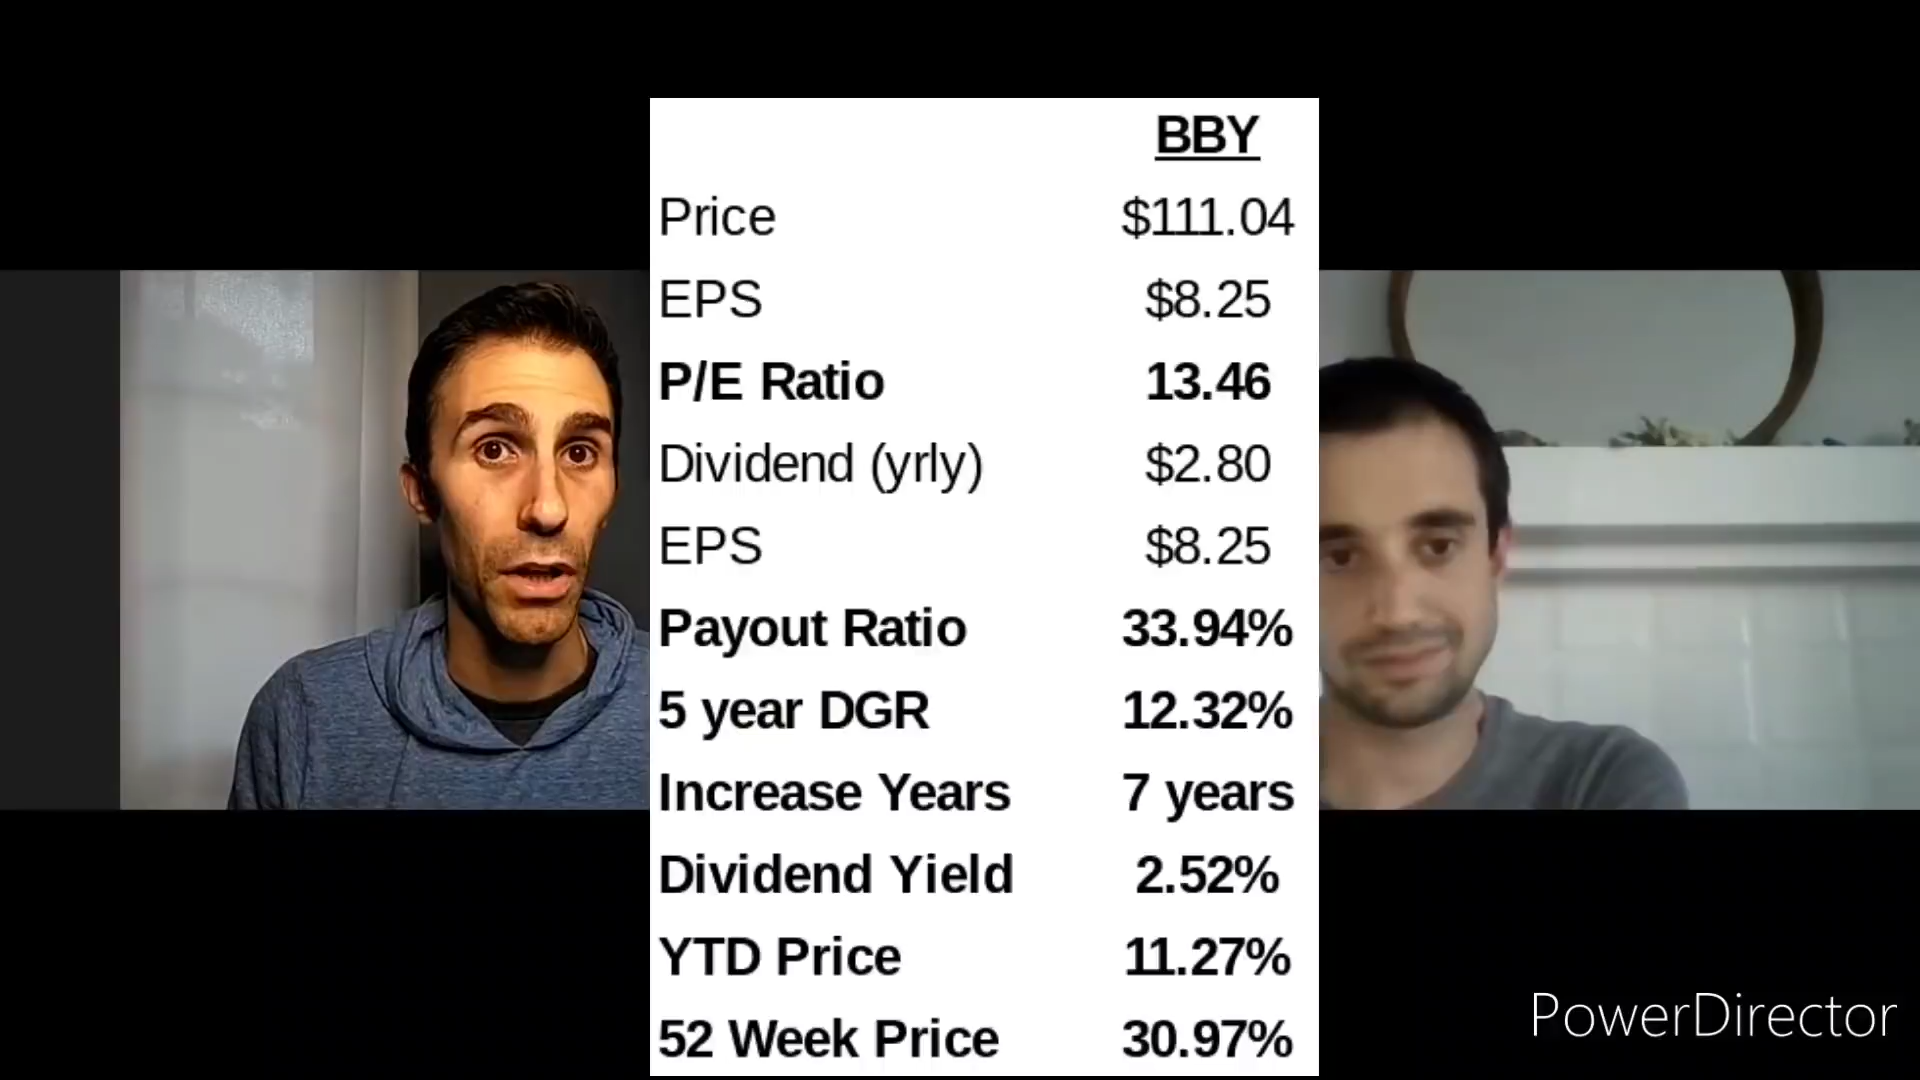 BBY
Price $111.04
EPS $8.25
P/E Ratio 13.46
Dividend (yrly) $2.80
EPS $8.25
Payout Ratio 33.94%
5 year DGR 12.32%
Increase Years 7 years
Dividend Yield 2.52%
YTD Price 11.27%
52 Week Price 30.97%
PowerDirector